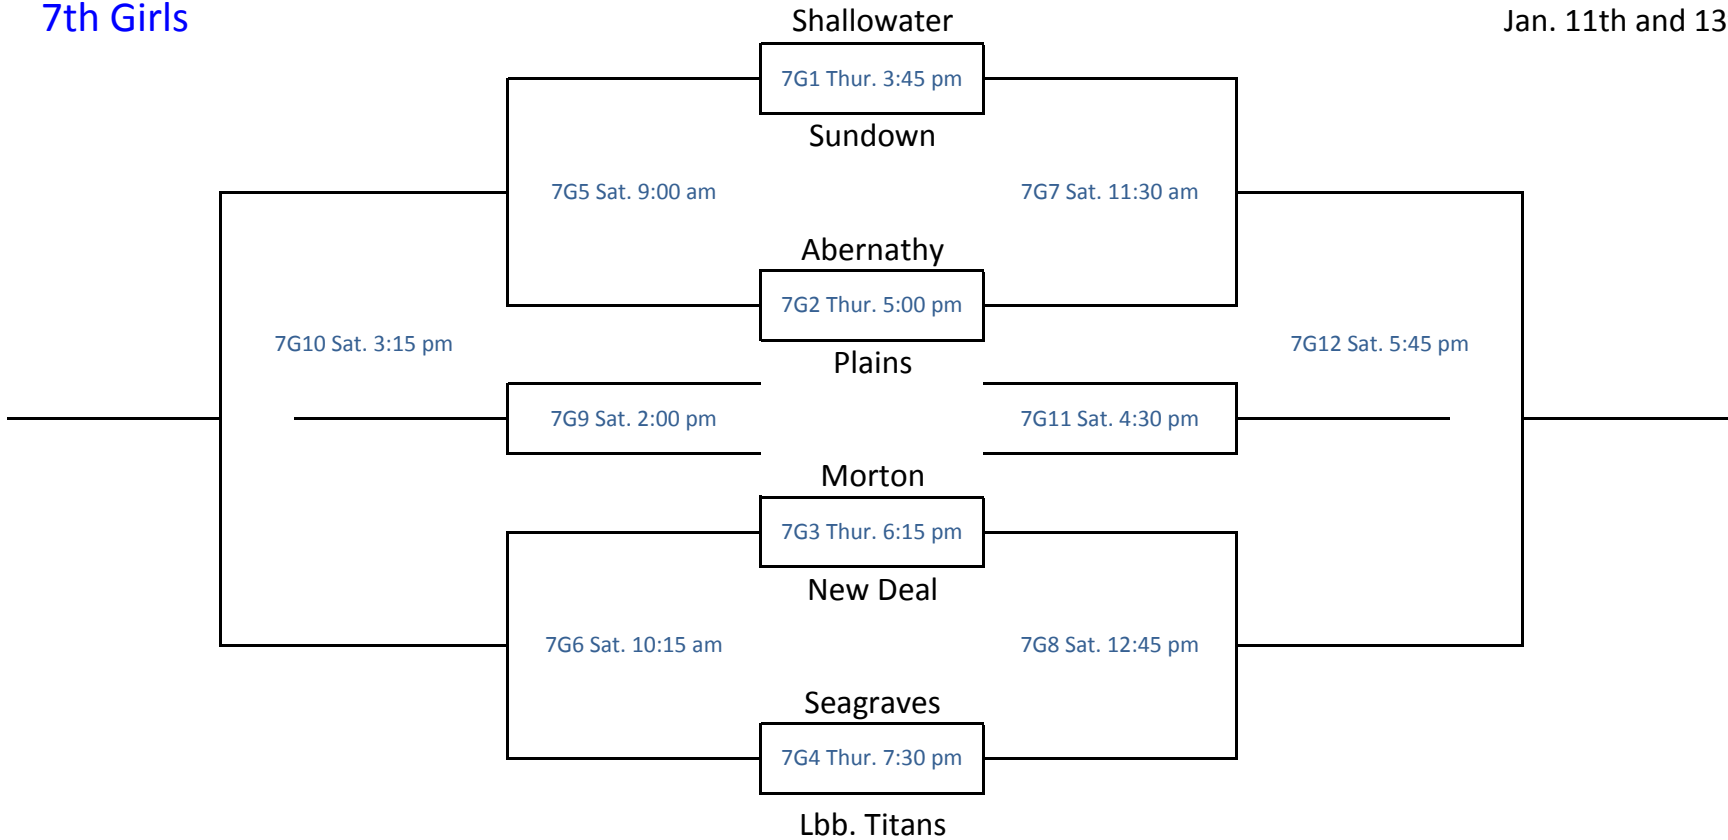 7th Girls
Shallowater
Jan. 11th and 13
7G1 Thur. 3:45 pm
Sundown
7G5 Sat. 9:00 am
7G7 Sat. 11:30 am
Abernathy
7G2 Thur. 5:00 pm
7G10 Sat. 3:15 pm
7G12 Sat. 5:45 pm
Plains
7G9 Sat. 2:00 pm
7G11 Sat. 4:30 pm
Morton
7G3 Thur. 6:15 pm
New Deal
7G6 Sat. 10:15 am
7G8 Sat. 12:45 pm
Seagraves
7G4 Thur. 7:30 pm
Lbb. Titans